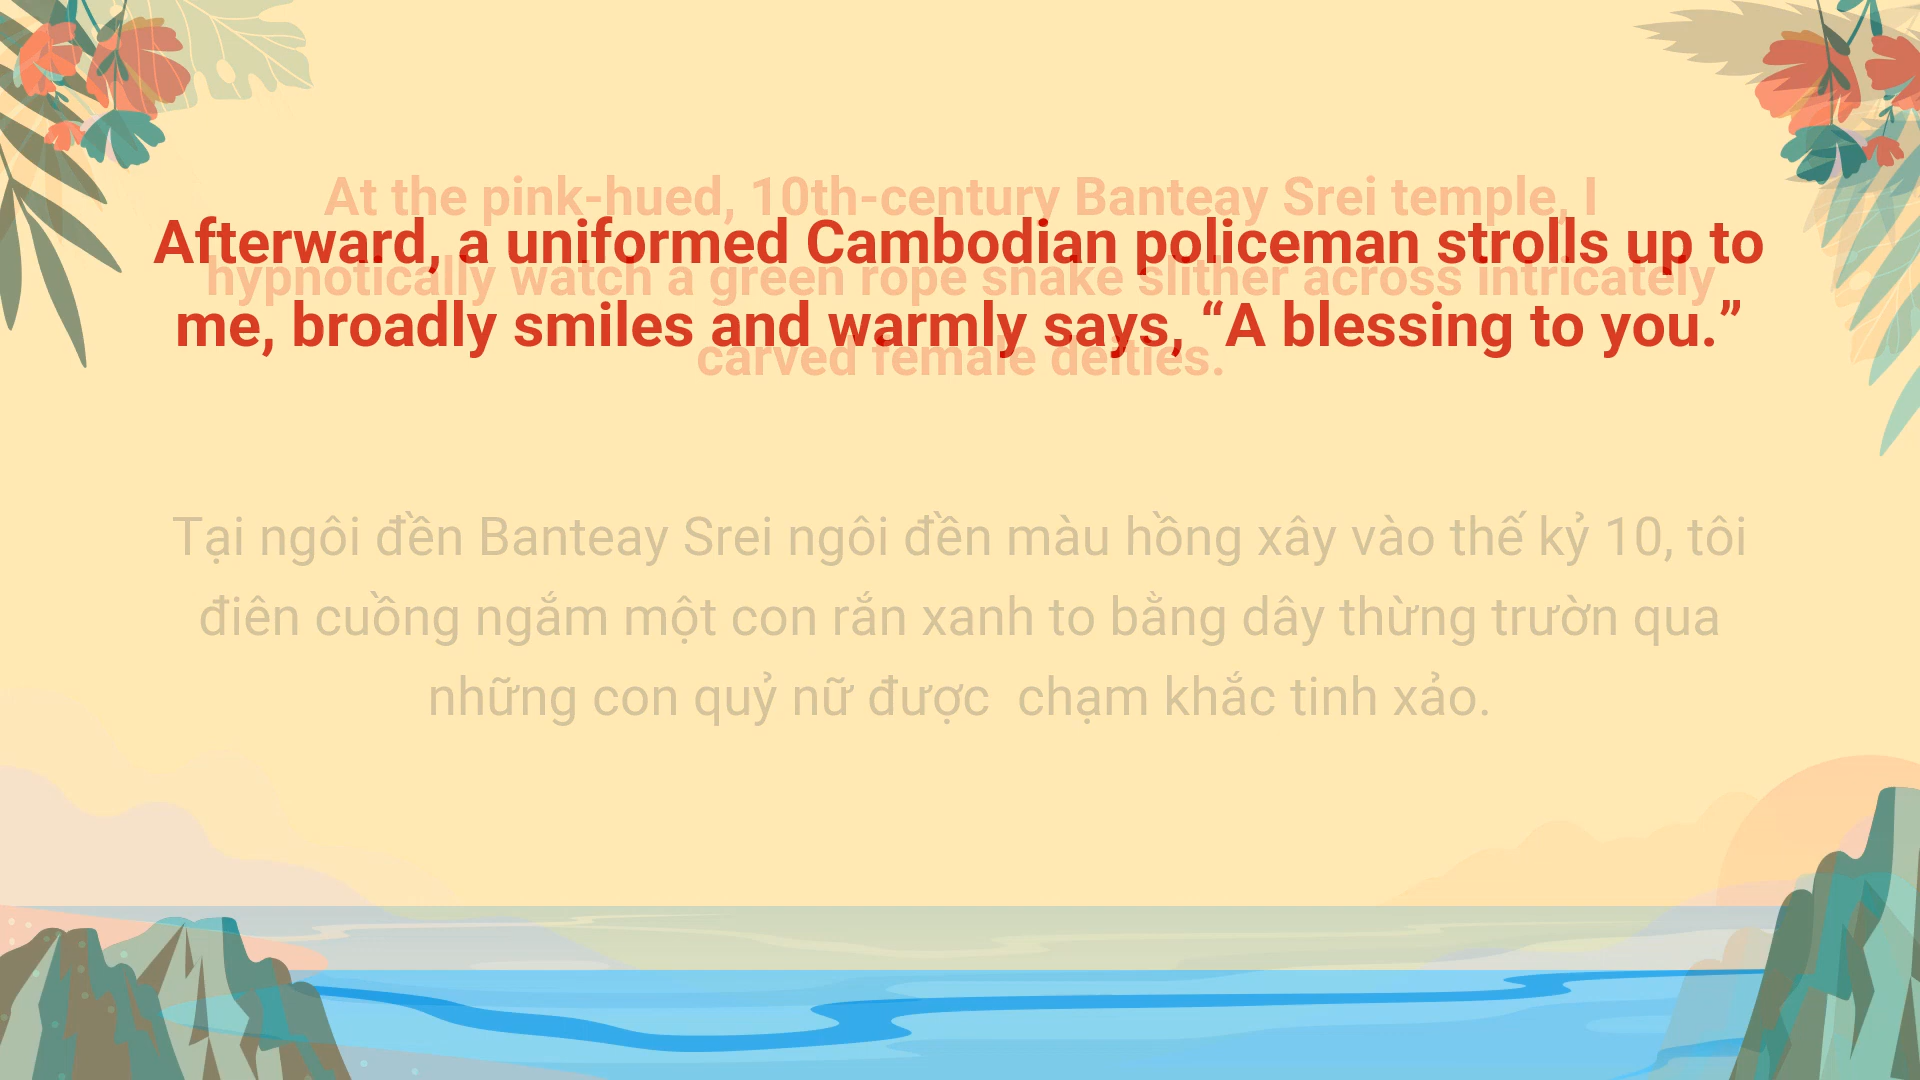 At the pink-hued, 10th-century Banteay Srei temple, I
hypnotically watch a green rope snake slither across intricately
carved female deities.
Afterward, a uniformed Cambodian policeman strolls up to
me, broadly smiles and warmly says, “A blessing to you.”
Tại ngôi đền Banteay Srei ngôi đền màu hồng xây vào thế kỷ 10, tôi
điên cuồng ngắm một con rắn xanh to bằng dây thừng trườn qua
những con quỷ nữ được  chạm khắc tinh xảo.